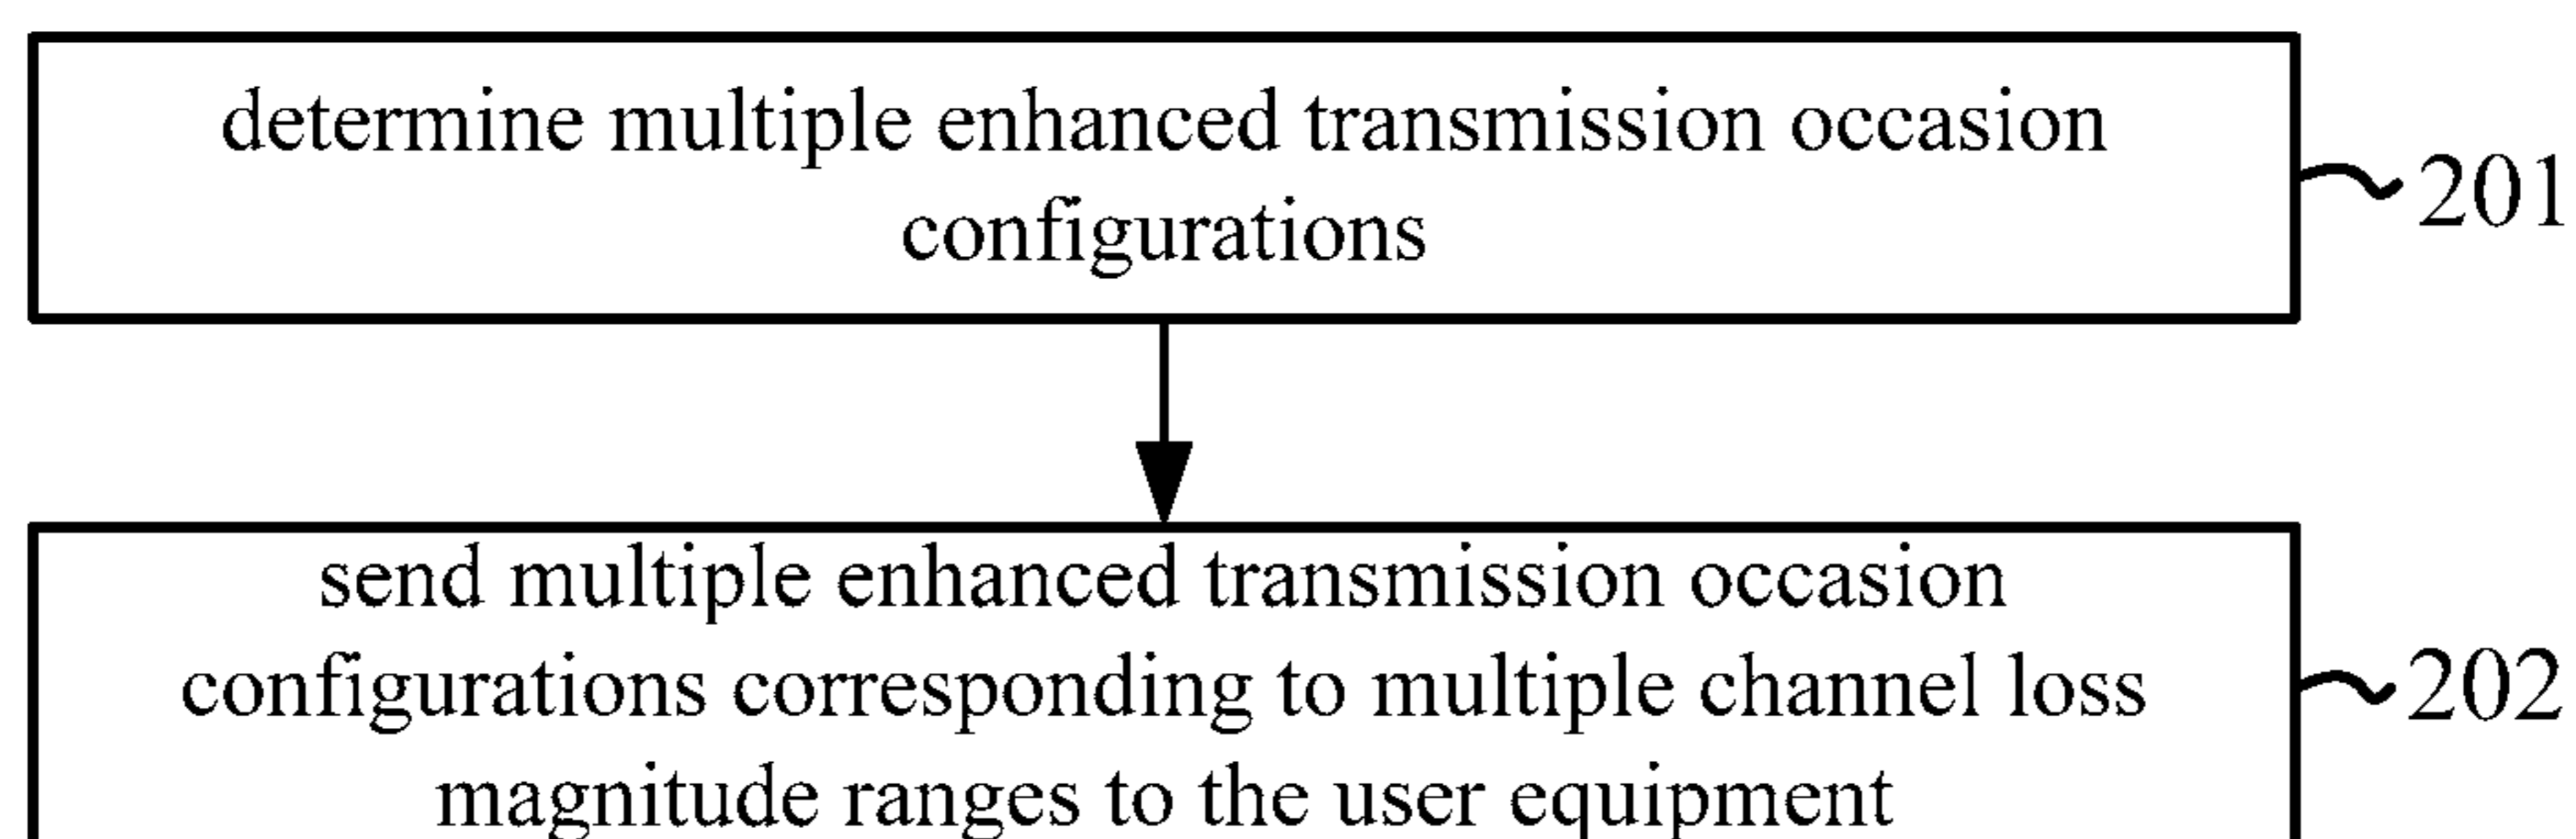 determine multiple enhanced transmission occasion
configurations
201
send multiple enhanced transmission occasion
configurations corresponding to multiple channel loss
magnitude ranges to the user equipment
202